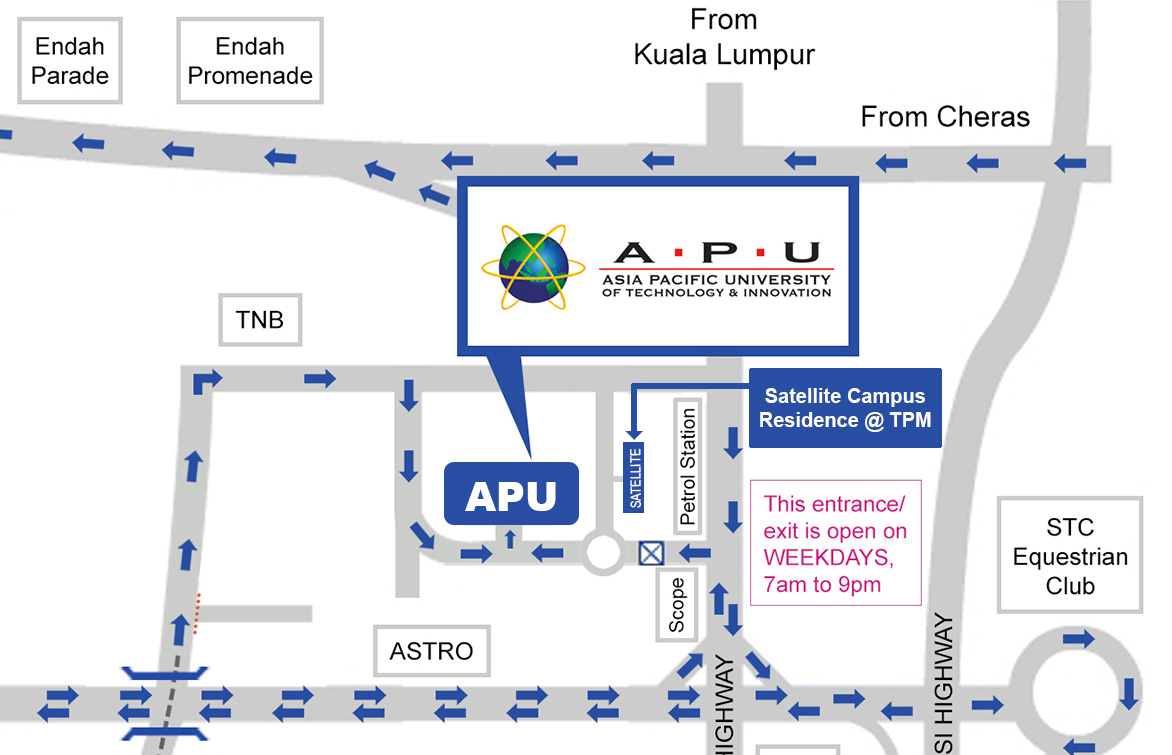 From
Kuala Lumpur
Endah
Parade
Endah
Promenade
From Cheras
A·P·U
ASIA PACIFIC UNIVERSITY
OF TECHNOLOGY & INNOVATION
TNB
Satellite Campus
Residence @ TPM
Petrol Station
SATELLITE
APU
This entrance/
exit is open on
WEEKDAYS,
7am to 9pm
STC
Equestrian
Club
Scope
ASTRO
HIGHWAY
SI HIGHWAY